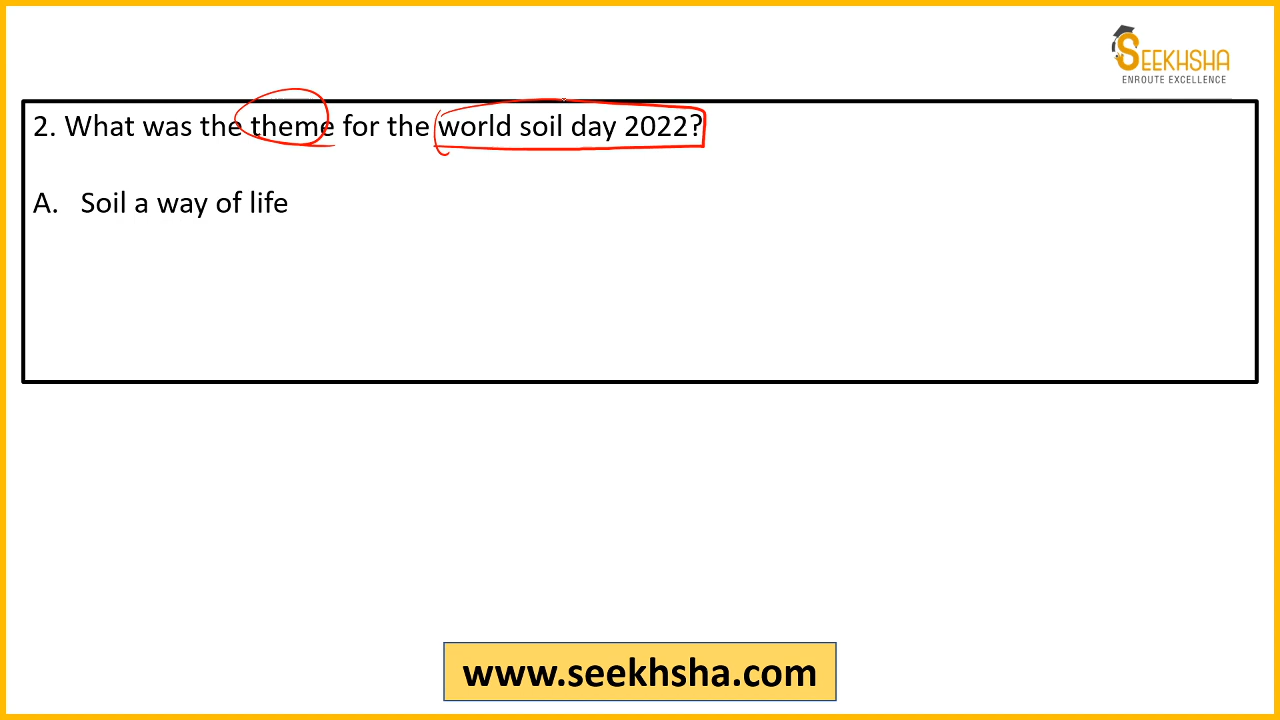 SEEKHSHA
ENROUTE EXCELLENCE
2. What was the theme for the world soil day 2022?
A. Soil a way of life
www.seekhsha.com